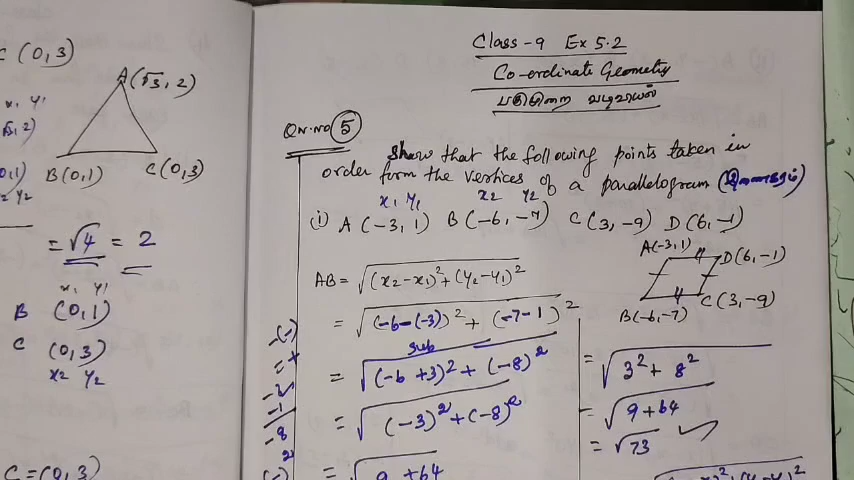 C (0,3)
A(√3, 2)
B(0,1)
C(0,3)
= √4 = 2
x₁ y₁
B (0,1)
C (0,3)
x₂ y₂
C=(0,3)
Class-9 Ex 5.2
Co-ordinate Geometry
QN.NO 5
Show that the following points taken in
order form the vertices of a parallelogram
x₁ y₁ x₂ y₂
(i) A (-3, 1) B (-6, -7) C (3, -9) D (6, -1)
A(-3,1)
D(6,-1)
B(-6,-7)
C(3,-9)
AB = √(x₂-x₁)² + (y₂-y₁)²
= √(-6-(-3))² + (-7-1)²
sub
= √(-6+3)² + (-8)²
= √(-3)² + (-8)²
= √9 +64
-(-)
= +
-7
-1
-8
= √3² + 8²
= √9+64
= √73